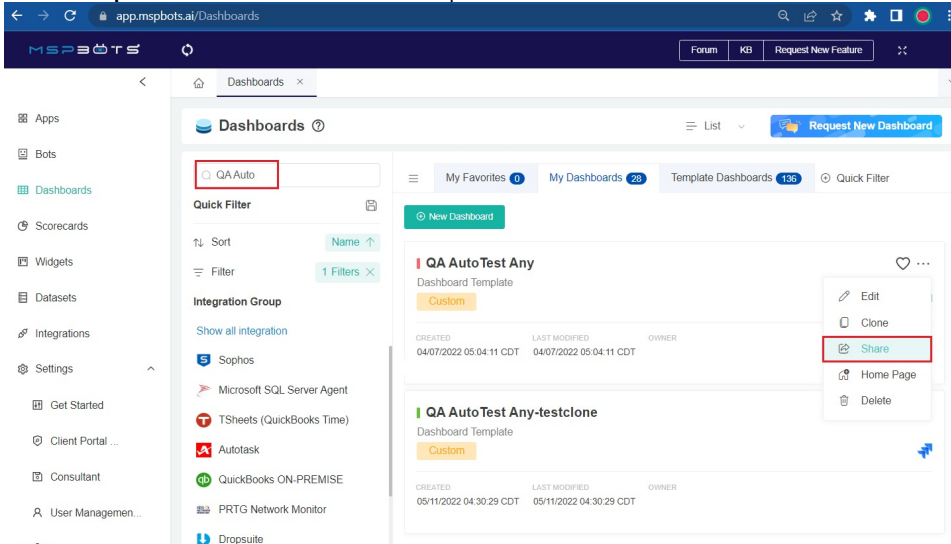 app.mspbots.ai/Dashboards
MSPBOTS
Forum
KB
Request New Feature
Dashboards ×
Apps
Bots
Dashboards
Scorecards
Widgets
Datasets
Integrations
Settings
Get Started
Client Portal ...
Consultant
User Managemen...
Dashboards
List
Request New Dashboard
QA Auto
Quick Filter
Sort
Name ↑
Filter
1 Filters ×
Integration Group
Show all integration
Sophos
Microsoft SQL Server Agent
TSheets (QuickBooks Time)
Autotask
QuickBooks ON-PREMISE
PRTG Network Monitor
Dropsuite
My Favorites 0
My Dashboards 28
Template Dashboards 136
Quick Filter
New Dashboard
QA AutoTest Any
Dashboard Template
Custom
CREATED
04/07/2022 05:04:11 CDT
LAST MODIFIED
04/07/2022 05:04:11 CDT
OWNER
Edit
Clone
Share
Home Page
Delete
QA AutoTest Any-testclone
Dashboard Template
Custom
CREATED
05/11/2022 04:30:29 CDT
LAST MODIFIED
05/11/2022 04:30:29 CDT
OWNER